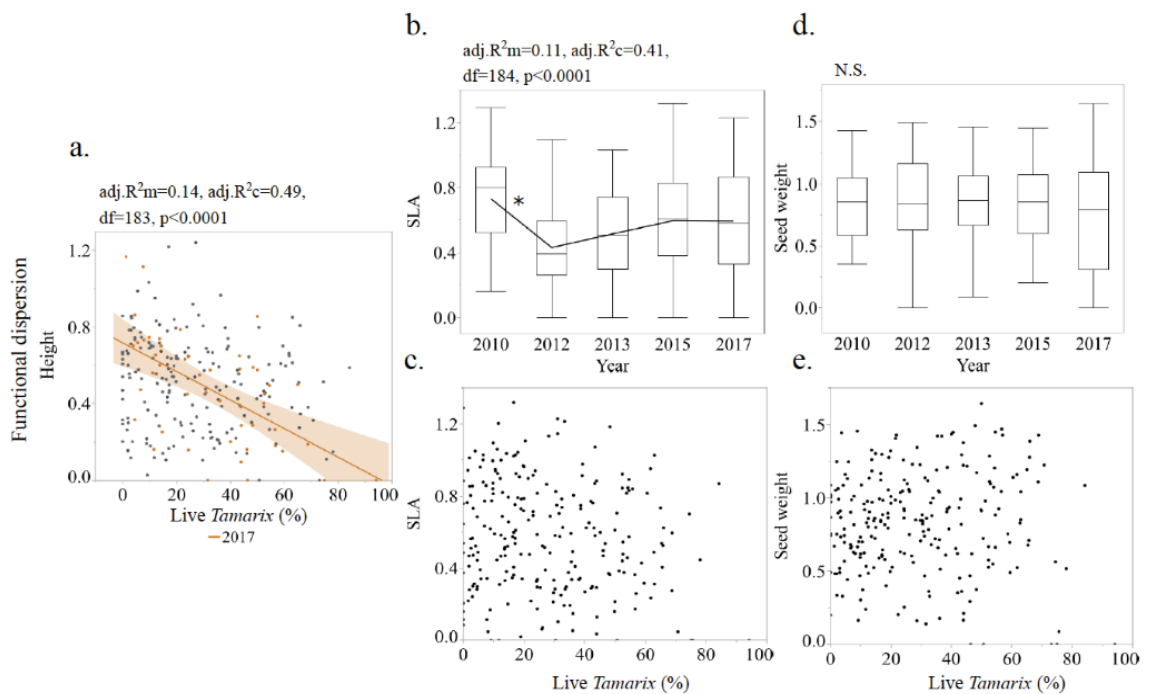 a.
adj.R²m=0.14, adj.R²c=0.49,
df=183, p<0.0001
Functional dispersion
Height
1.2
0.8
0.4
0.0
0 20 40 60 80 100
Live Tamarix (%)
2017
b.
adj.R²m=0.11, adj.R²c=0.41,
df=184, p<0.0001
SLA
1.2
0.8
0.4
0.0
*
2010 2012 2013 2015 2017
Year
c.
SLA
1.2
0.8
0.4
0.0
0 20 40 60 80 100
Live Tamarix (%)
d.
N.S.
Seed weight
1.5
1.0
0.5
0.0
2010 2012 2013 2015 2017
Year
e.
Seed weight
1.5
1.0
0.5
0.0
0 20 40 60 80 100
Live Tamarix (%)